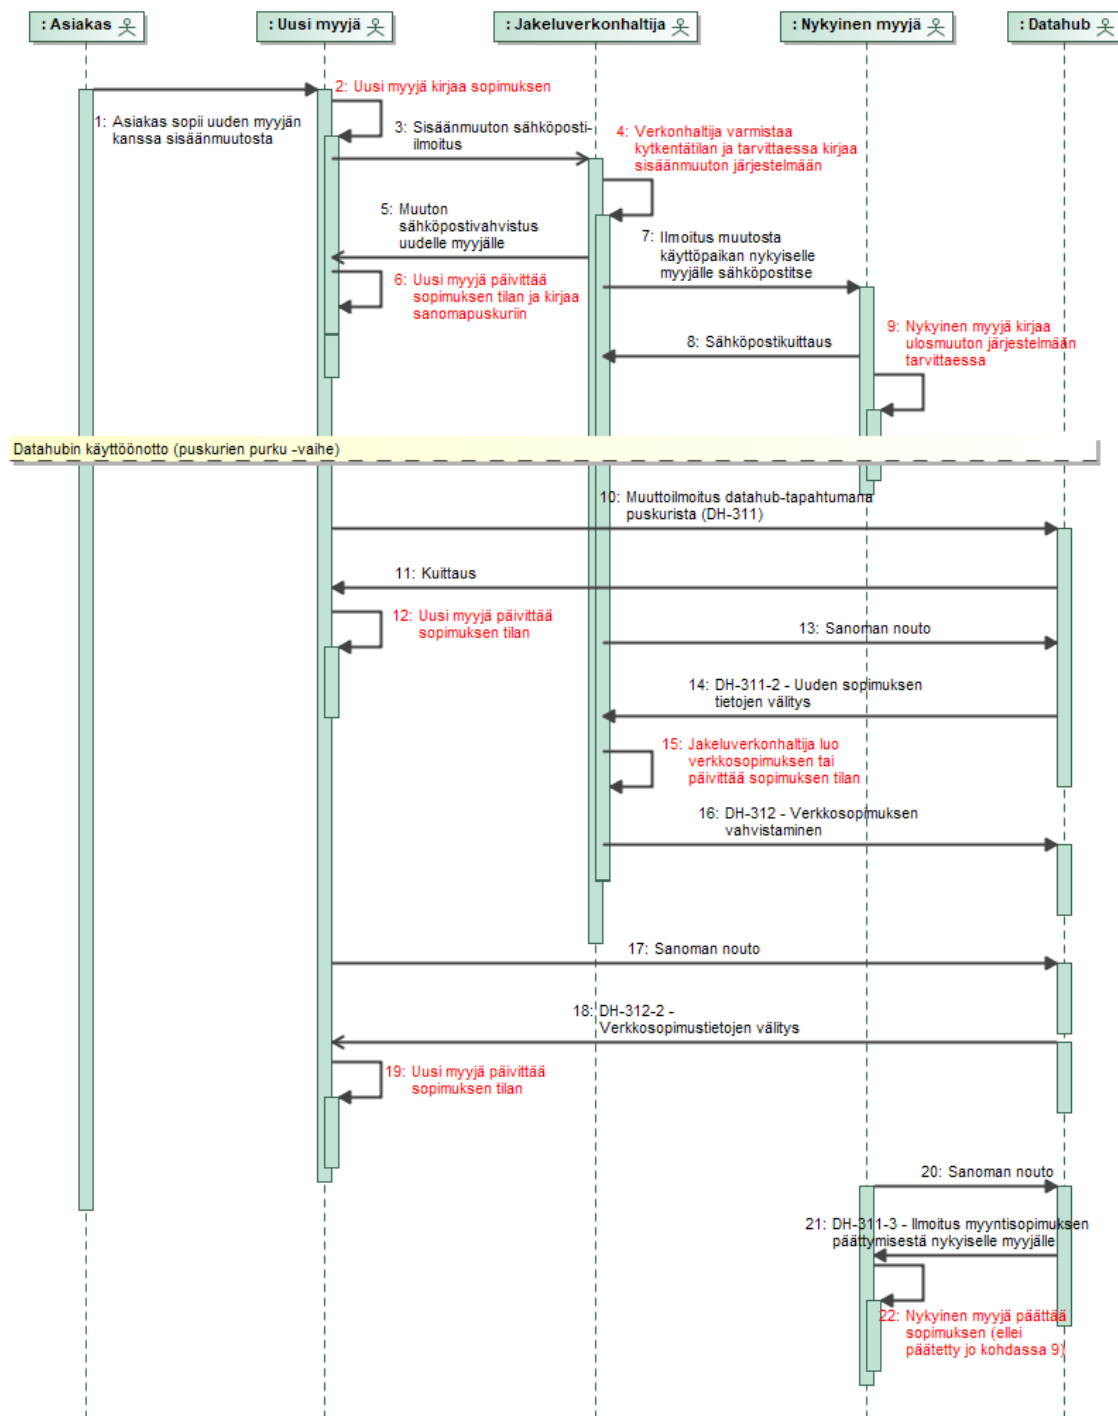 : Asiakas
: Uusi myyjä
: Jakeluverkonhaltija
: Nykyinen myyjä
: Datahub
1: Asiakas sopii uuden myyjän
kanssa sisäänmuutosta
2: Uusi myyjä kirjaa sopimuksen
3: Sisäänmuuton sähköposti-
ilmoitus
4: Verkonhaltija varmistaa
kytkentätilan ja tarvittaessa kirjaa
sisäänmuuton järjestelmään
5: Muuton
sähköpostivahvistus
uudelle myyjälle
6: Uusi myyjä päivittää
sopimuksen tilan ja kirjaa
sanomapuskuriin
7: Ilmoitus muutosta
käyttöpaikan nykyiselle
myyjälle sähköpostitse
8: Sähköpostikuittaus
9: Nykyinen myyjä kirjaa
ulosmuuton järjestelmään
tarvittaessa
Datahubin käyttöönotto (puskurien purku -vaihe)
10: Muuttoilmoitus datahub-tapahtumana
puskurista (DH-311)
11: Kuittaus
12: Uusi myyjä päivittää
sopimuksen tilan
13: Sanoman nouto
14: DH-311-2 - Uuden sopimuksen
tietojen välitys
15: Jakeluverkonhaltija luo
verkkosopimuksen tai
päivittää sopimuksen tilan
16: DH-312 - Verkkosopimuksen
vahvistaminen
17: Sanoman nouto
18: DH-312-2 -
Verkkosopimustietojen välitys
19: Uusi myyjä päivittää
sopimuksen tilan
20: Sanoman nouto
21: DH-311-3 - Ilmoitus myyntisopimuksen
päättymisestä nykyiselle myyjälle
22: Nykyinen myyjä päättää
sopimuksen (ellei
päätetty jo kohdassa 9)